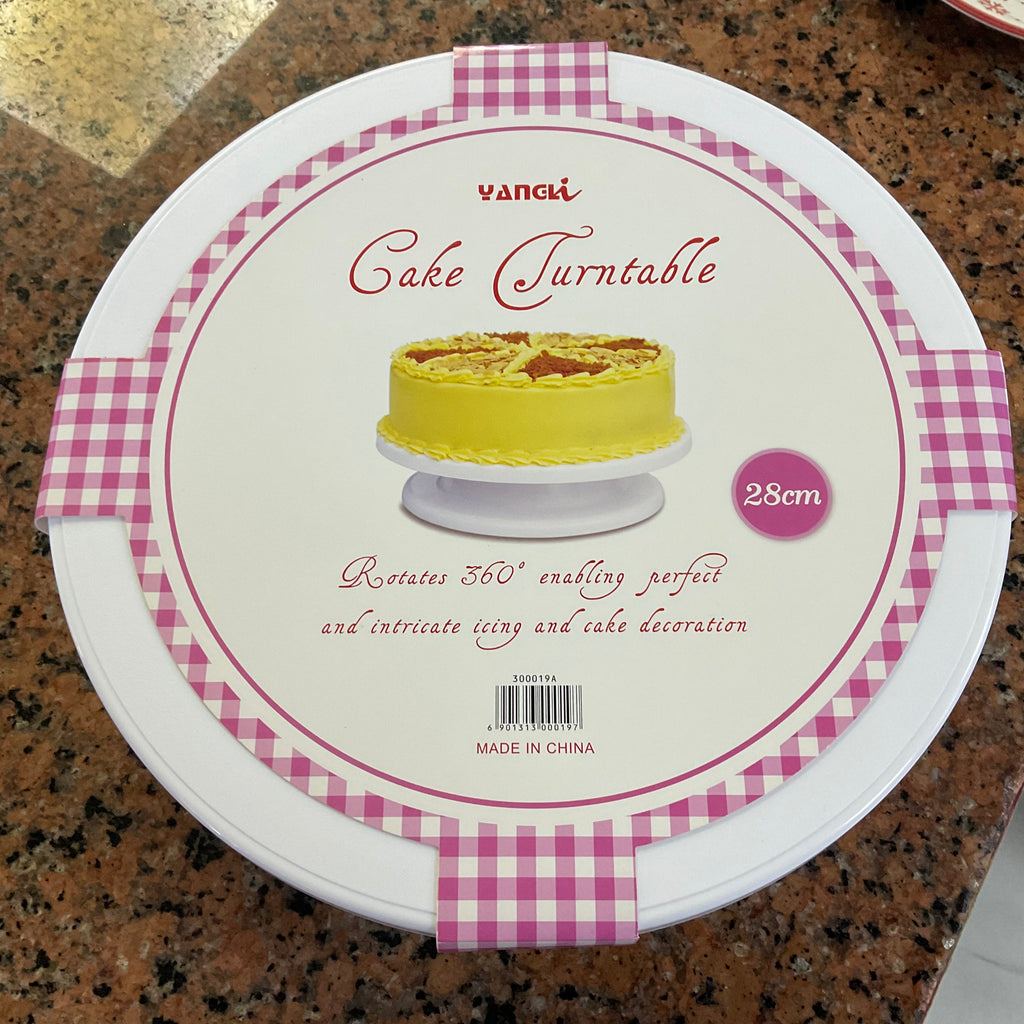 YANGLi
Cake Turntable
28cm
Rotates 360° enabling perfect
and intricate icing and cake decoration
300019A
6 901313 000197
MADE IN CHINA